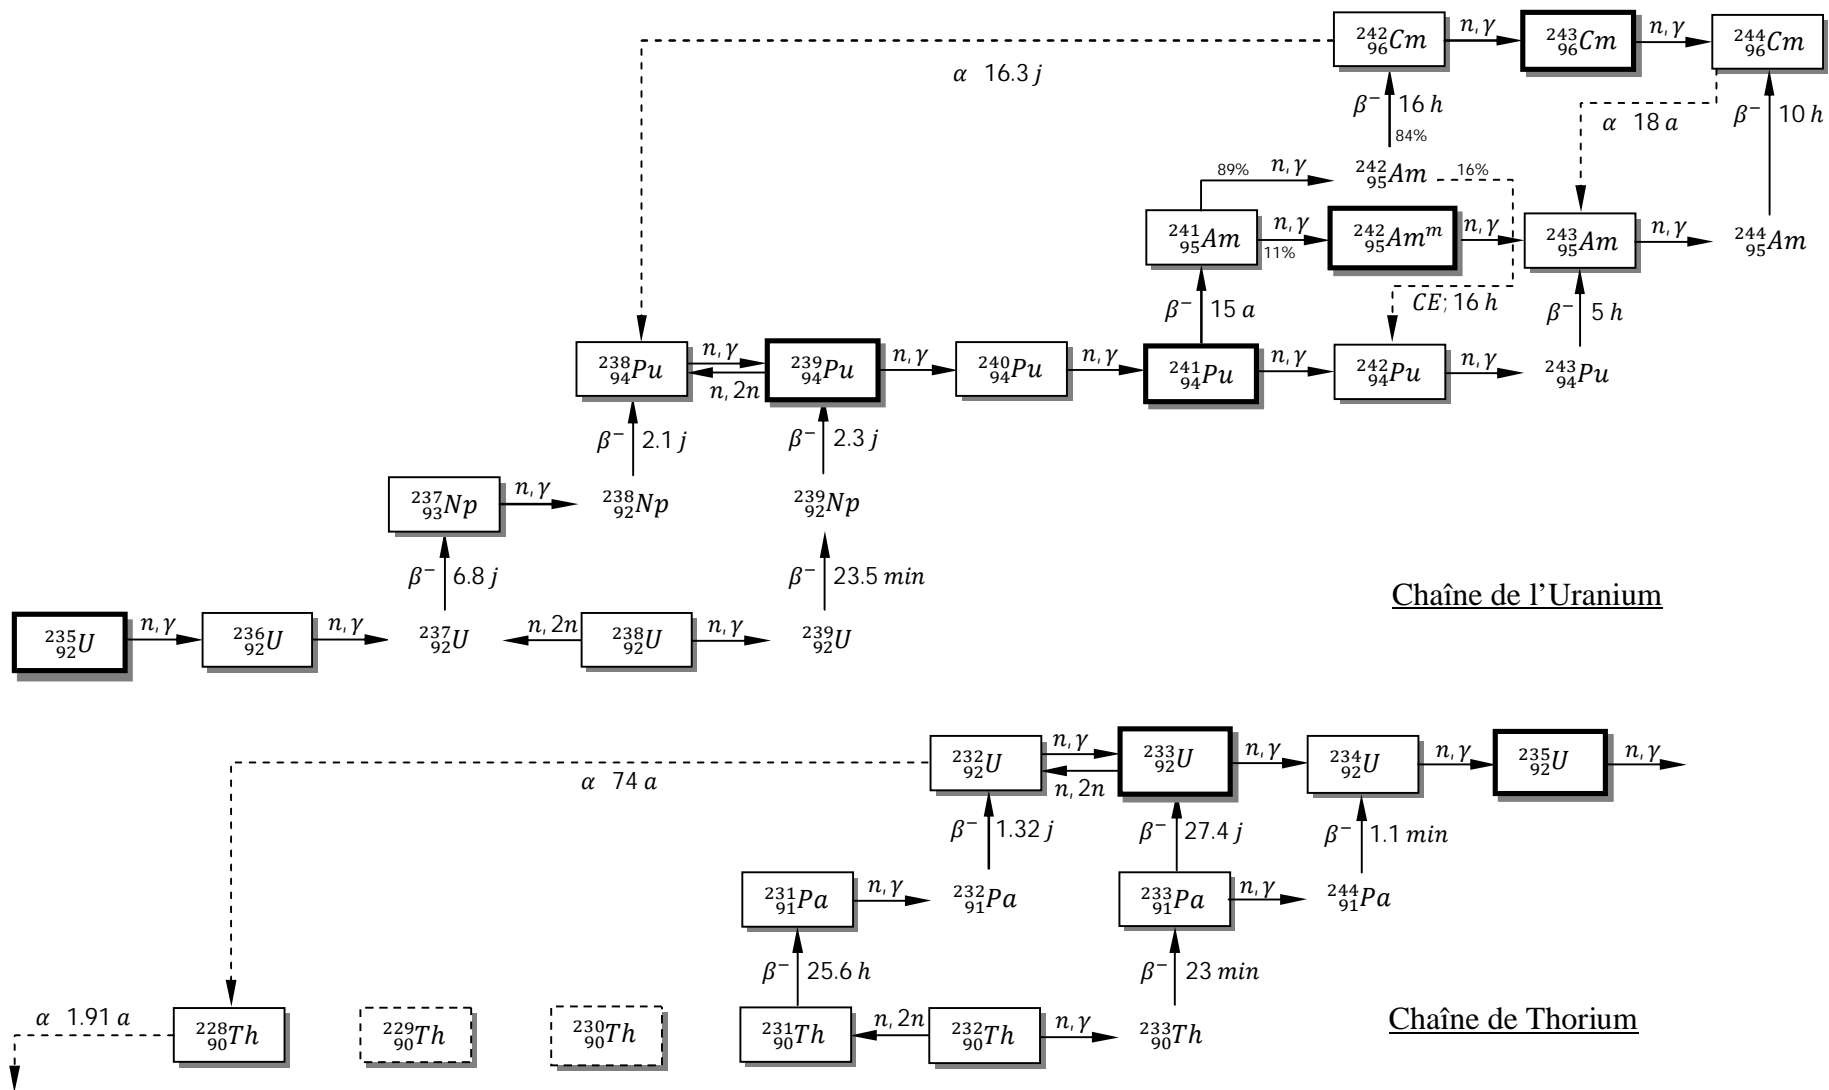 ²⁴²₉₆Cm n,γ ²⁴³₉₆Cm n,γ ²⁴⁴₉₆Cm
α 16.3 j
β⁻ 16 h
84%
α 18 a
β⁻ 10 h
89% n,γ ²⁴²₉₅Am 16%
²⁴¹₉₅Am n,γ 11% ²⁴²₉₅Amᵐ n,γ ²⁴³₉₅Am n,γ ²⁴⁴₉₅Am
β⁻ 15 a
CE; 16 h
β⁻ 5 h
²³⁸₉₄Pu n,γ n,2n ²³⁹₉₄Pu n,γ ²⁴⁰₉₄Pu n,γ ²⁴¹₉₄Pu n,γ ²⁴²₉₄Pu n,γ ²⁴³₉₄Pu
β⁻ 2.1 j
β⁻ 2.3 j
²³⁷₉₃Np n,γ ²³⁸₉₂Np ²³⁹₉₂Np
β⁻ 6.8 j
β⁻ 23.5 min
Chaîne de l’Uranium
²³⁵₉₂U n,γ ²³⁶₉₂U n,γ ²³⁷₉₂U n,2n ²³⁸₉₂U n,γ ²³⁹₉₂U
²³²₉₂U n,γ n,2n ²³³₉₂U n,γ ²³⁴₉₂U n,γ ²³⁵₉₂U n,γ
α 74 a
β⁻ 1.32 j
β⁻ 27.4 j
β⁻ 1.1 min
²³¹₉₁Pa n,γ ²³²₉₁Pa ²³³₉₁Pa n,γ ²⁴⁴₉₁Pa
β⁻ 25.6 h
β⁻ 23 min
α 1.91 a
²²⁸₉₀Th ²²⁹₉₀Th ²³⁰₉₀Th ²³¹₉₀Th n,2n ²³²₉₀Th n,γ ²³³₉₀Th
Chaîne de Thorium